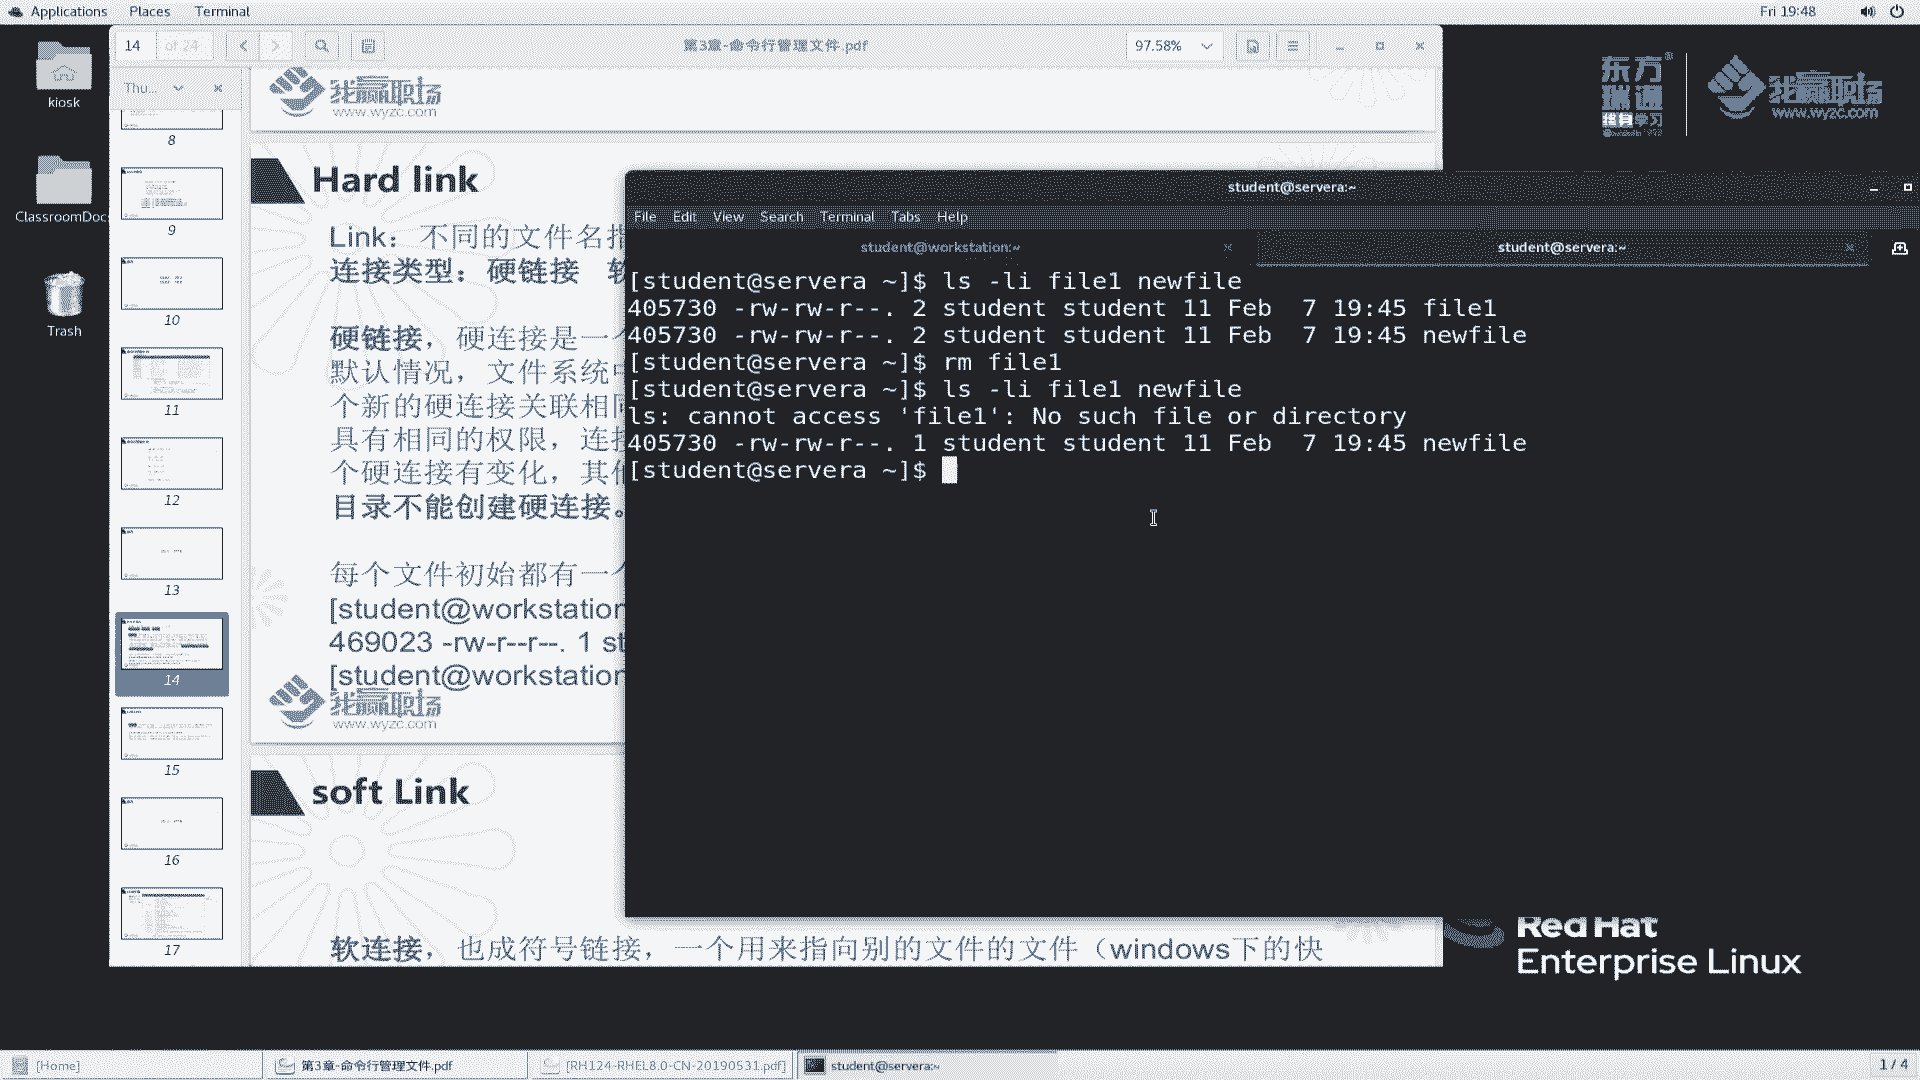 Applications Places Terminal
Fri 19:48
14 of 24
第3章-命令行管理文件.pdf
97.58%
Thu...
kiosk
ClassroomDocs
Trash
8
9
10
11
12
13
14
15
16
17
我赢职场
www.wyzc.com
Hard link
Link: 不同的文件名指
连接类型：硬链接
硬链接，硬连接是一个
默认情况，文件系统中
个新的硬连接关联相同
具有相同的权限，连接
个硬连接有变化，其他
目录不能创建硬连接。
每个文件初始都有一个
[student@workstation
469023 -rw-r--r--. 1 st
[student@workstation
我赢职场
www.wyzc.com
soft Link
软连接，也成符号链接，一个用来指向别的文件的文件（windows下的快
student@servera:~
File Edit View Search Terminal Tabs Help
student@workstation:~
student@servera:~
[student@servera ~]$ ls -li file1 newfile
405730 -rw-rw-r--. 2 student student 11 Feb  7 19:45 file1
405730 -rw-rw-r--. 2 student student 11 Feb  7 19:45 newfile
[student@servera ~]$ rm file1
[student@servera ~]$ ls -li file1 newfile
ls: cannot access 'file1': No such file or directory
405730 -rw-rw-r--. 1 student student 11 Feb  7 19:45 newfile
[student@servera ~]$
东方瑞通
终身学习
我赢职场
www.wyzc.com
Red Hat
Enterprise Linux
[Home]
第3章-命令行管理文件.pdf
[RH124-RHEL8.0-CN-20190531.pdf]
student@servera:~
1 / 4